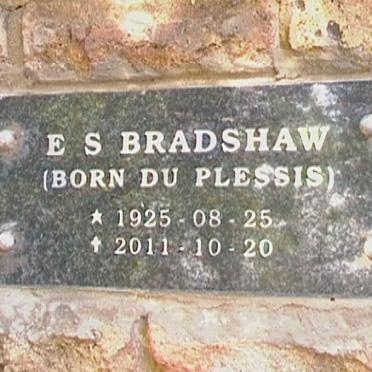 E S BRADSHAW
(BORN DU PLESSIS)
★ 1925-08-25
✝ 2011-10-20